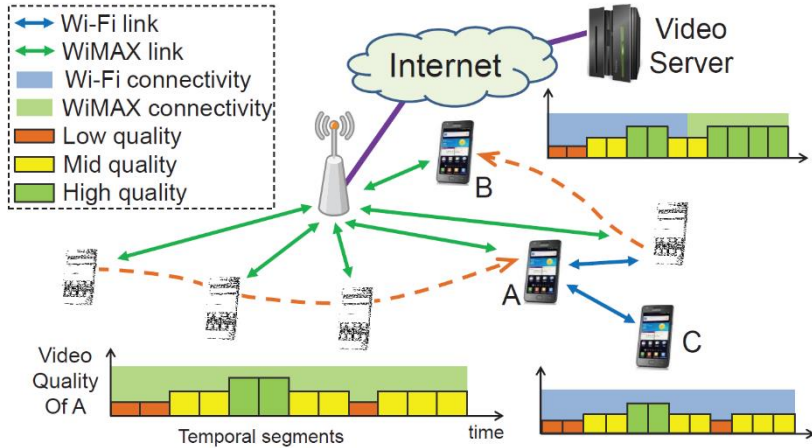 Wi-Fi link
WiMAX link
Wi-Fi connectivity
WiMAX connectivity
Low quality
Mid quality
High quality
Internet
Video
Server
B
A
C
Video
Quality
Of A
Temporal segments
time